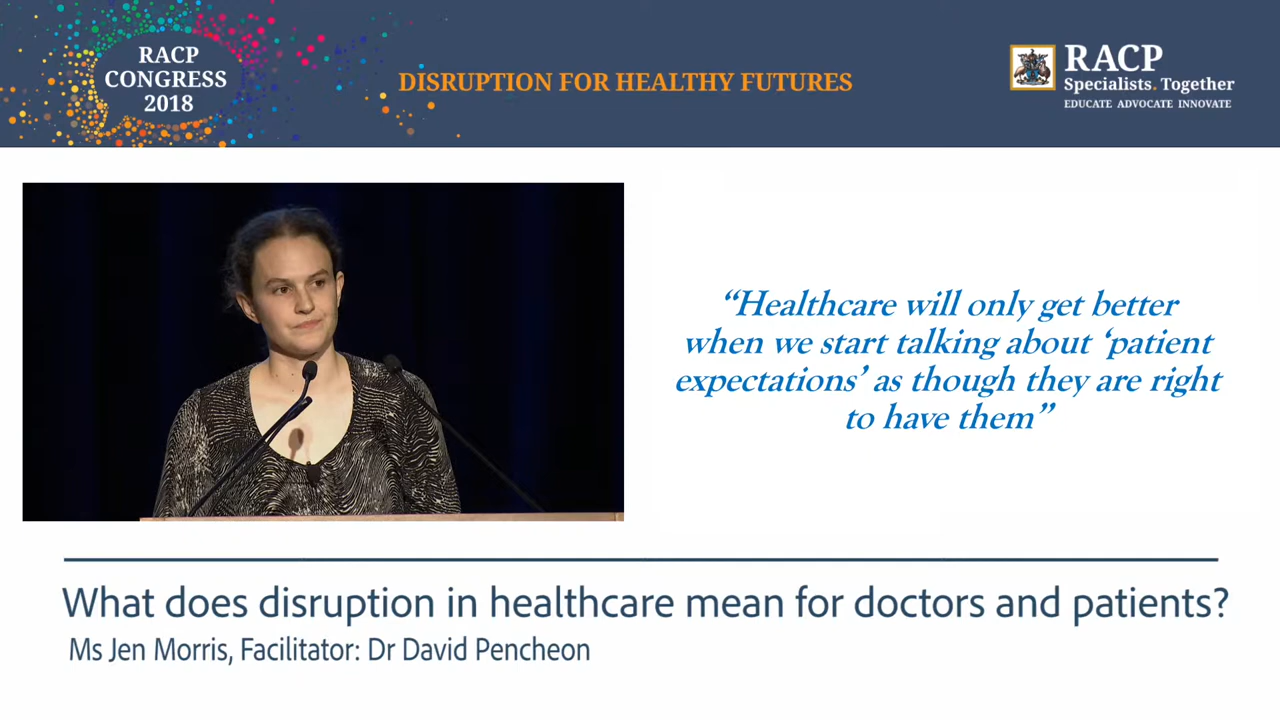 RACP
CONGRESS
2018
DISRUPTION FOR HEALTHY FUTURES
RACP
Specialists. Together
EDUCATE ADVOCATE INNOVATE
“Healthcare will only get better
when we start talking about ‘patient
expectations’ as though they are right
to have them”
What does disruption in healthcare mean for doctors and patients?
Ms Jen Morris, Facilitator: Dr David Pencheon